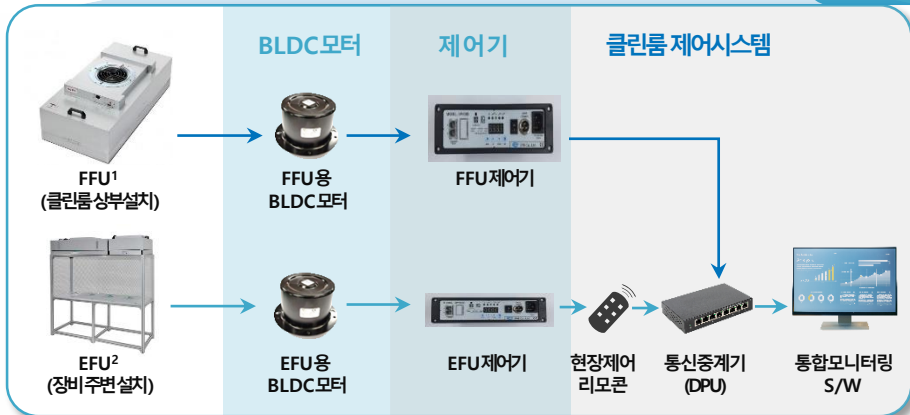 BLDC모터
제어기
클린룸 제어시스템
FFU¹
(클린룸상부설치)
FFU용
BLDC모터
FFU제어기
EFU²
(장비주변설치)
EFU용
BLDC모터
EFU제어기
현장제어
리모콘
통신중계기
(DPU)
통합모니터링
S/W